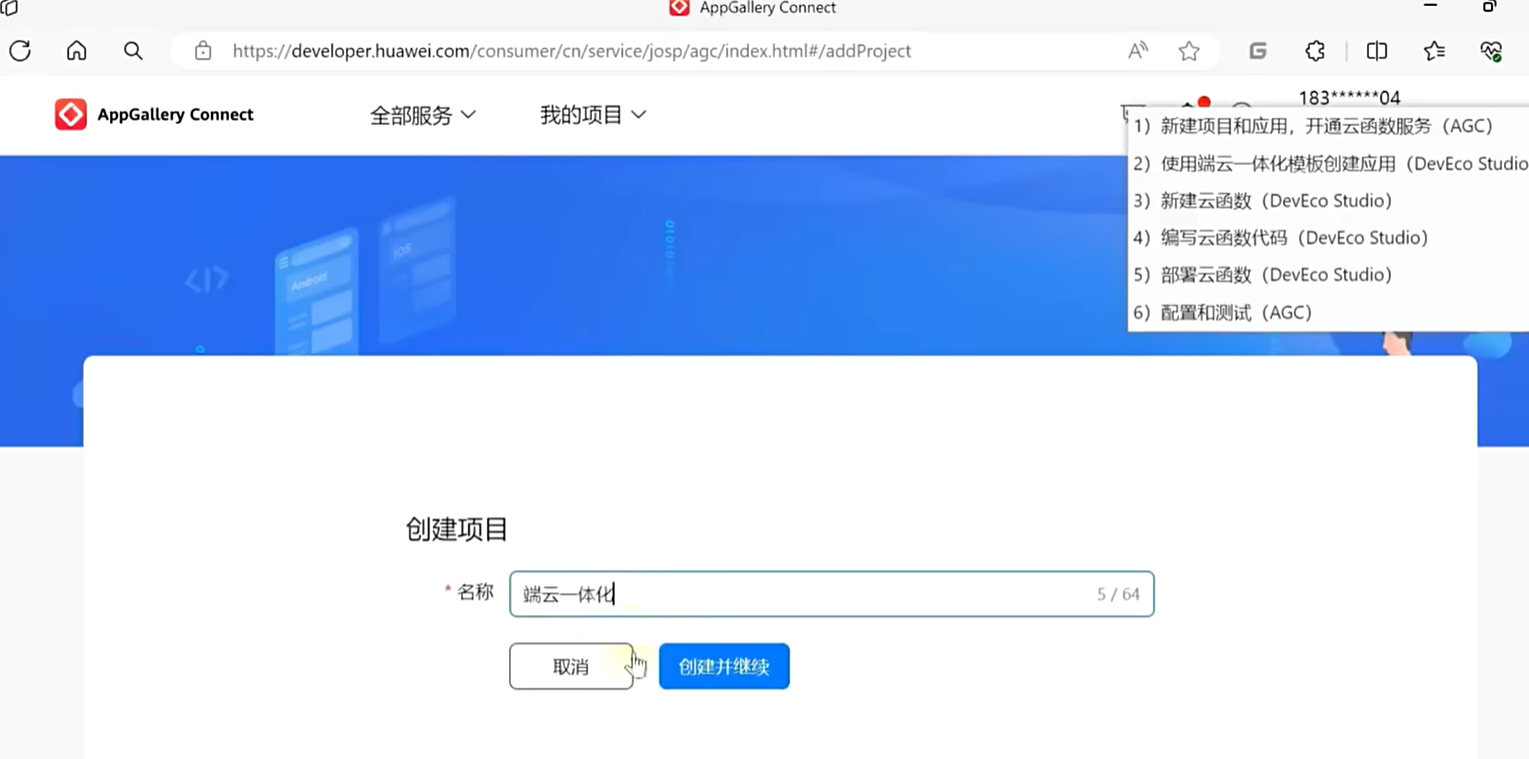 AppGallery Connect
https://developer.huawei.com/consumer/cn/service/josp/agc/index.html#/addProject
AppGallery Connect
全部服务
我的项目
183******04
1）新建项目和应用，开通云函数服务（AGC）
2）使用端云一体化模板创建应用（DevEco Studio
3）新建云函数（DevEco Studio）
4）编写云函数代码（DevEco Studio）
5）部署云函数（DevEco Studio）
6）配置和测试（AGC）
Android
iOS
创建项目
* 名称
端云一体化
5 / 64
取消
创建并继续